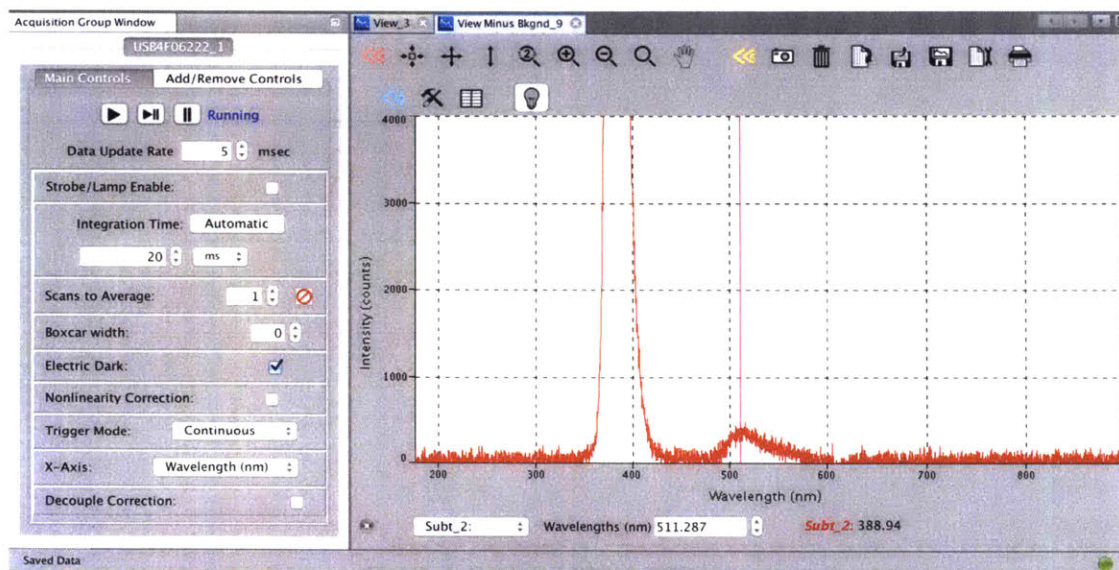 Acquisition Group Window
USB4F06222_1
Main Controls
Add/Remove Controls
Running
Data Update Rate 5 msec
Strobe/Lamp Enable:
Integration Time: Automatic
20 ms
Scans to Average: 1
Boxcar width: 0
Electric Dark:
Nonlinearity Correction:
Trigger Mode: Continuous
X-Axis: Wavelength (nm)
Decouple Correction:
View_3
View Minus Bkgnd_9
4000
3000
2000
1000
0
Intensity (counts)
200 300 400 500 600 700 800
Wavelength (nm)
Subt_2: Wavelengths (nm) 511.287 Subt_2: 388.94
Saved Data